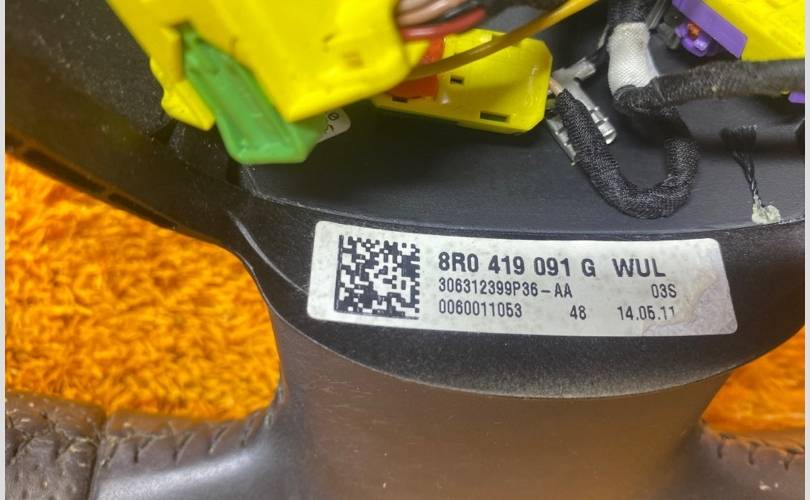 8R0 419 091 G WUL
306312399P36-AA 03S
0060011053 48 14.05.11